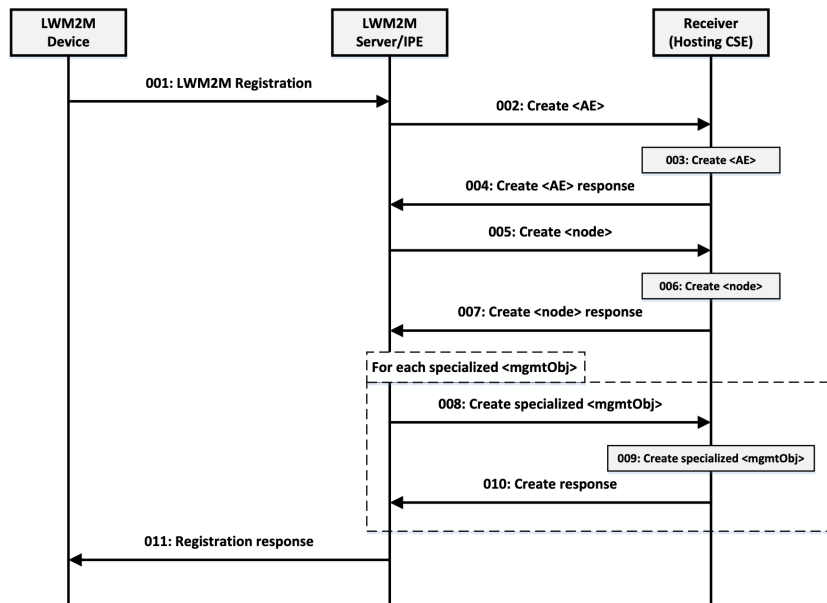 LWM2M
Device
LWM2M
Server/IPE
Receiver
(Hosting CSE)
001: LWM2M Registration
002: Create <AE>
003: Create <AE>
004: Create <AE> response
005: Create <node>
006: Create <node>
007: Create <node> response
For each specialized <mgmtObj>
008: Create specialized <mgmtObj>
009: Create specialized <mgmtObj>
010: Create response
011: Registration response